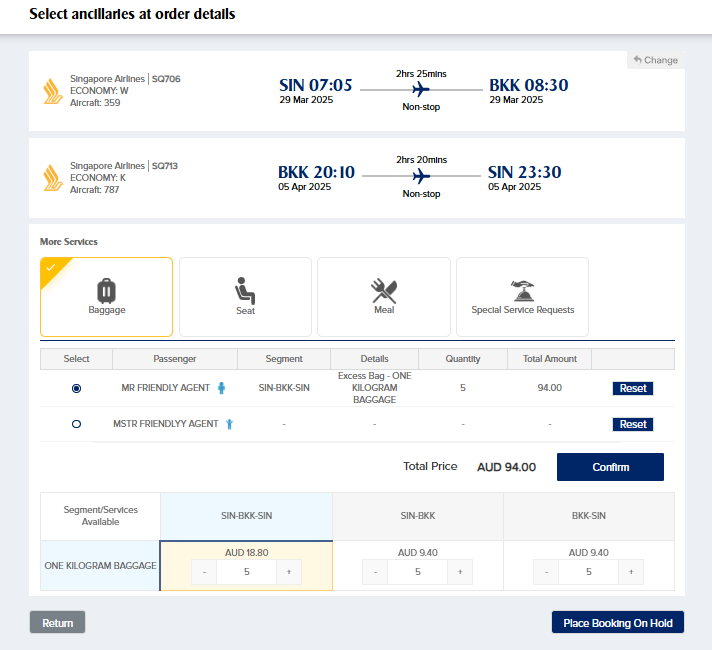 Select ancillaries at order details
Change
Singapore Airlines | SQ706
ECONOMY: W
Aircraft: 359
SIN 07:05
29 Mar 2025
2hrs 25mins
Non-stop
BKK 08:30
29 Mar 2025
Singapore Airlines | SQ713
ECONOMY: K
Aircraft: 787
BKK 20:10
05 Apr 2025
2hrs 20mins
Non-stop
SIN 23:30
05 Apr 2025
More Services
Baggage
Seat
Meal
Special Service Requests
Select Passenger Segment Details Quantity Total Amount
MR FRIENDLY AGENT SIN-BKK-SIN Excess Bag - ONE KILOGRAM BAGGAGE 5 94.00 Reset
MSTR FRIENDLYY AGENT - - - - Reset
Total Price AUD 94.00 Confirm
Segment/Services Available SIN-BKK-SIN SIN-BKK BKK-SIN
AUD 18.80 AUD 9.40 AUD 9.40
ONE KILOGRAM BAGGAGE - 5 + - 5 + - 5 +
Return Place Booking On Hold